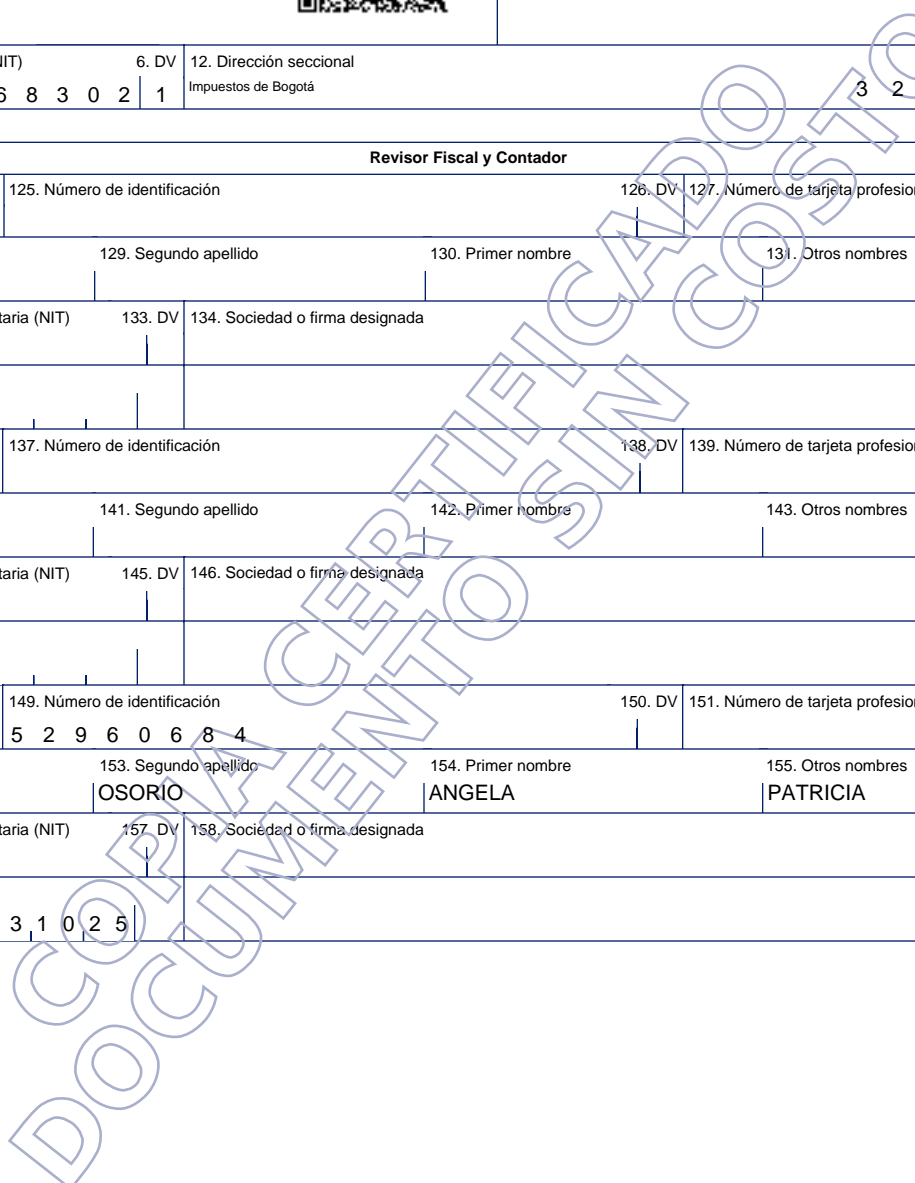 IIT) 6. DV 12. Dirección seccional
6 8 3 0 2 1 Impuestos de Bogotá 3 2
Revisor Fiscal y Contador
125. Número de identificación 126. DV 127. Número de tarjeta profesion
129. Segundo apellido 130. Primer nombre 131. Otros nombres
taria (NIT) 133. DV 134. Sociedad o firma designada
137. Número de identificación 138. DV 139. Número de tarjeta profesion
141. Segundo apellido 142. Primer nombre 143. Otros nombres
taria (NIT) 145. DV 146. Sociedad o firma designada
149. Número de identificación 150. DV 151. Número de tarjeta profesion
5 2 9 6 0 6 8 4
153. Segundo apellido 154. Primer nombre 155. Otros nombres
OSORIO ANGELA PATRICIA
taria (NIT) 157. DV 158. Sociedad o firma designada
3 1 0 2 5
COPIA CERTIFICADO
DOCUMENTO SIN COSTO